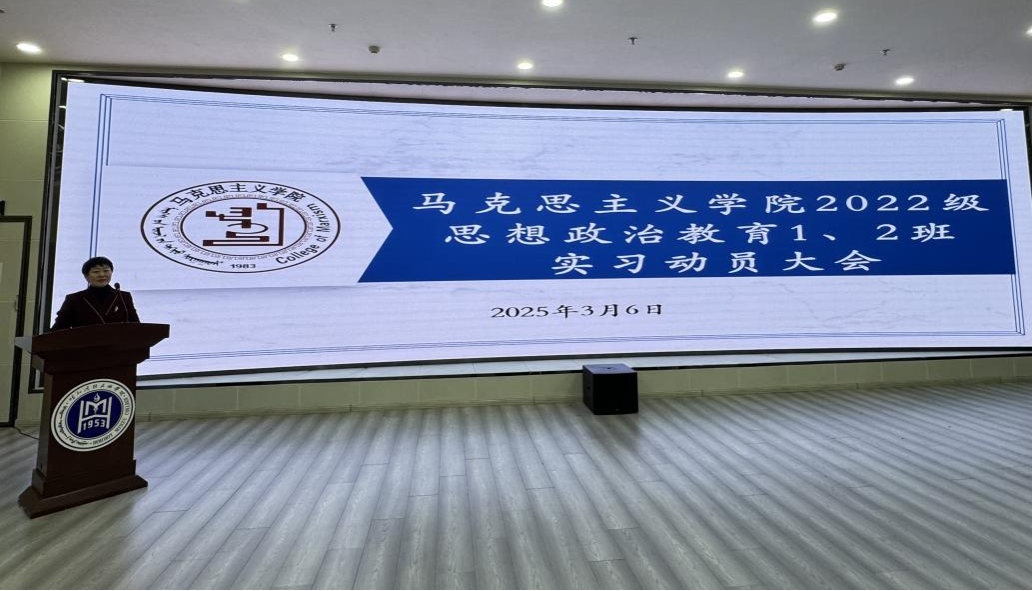 马克思主义学院
College of Marxism
1983
马克思主义学院2022级
思想政治教育1、2班
实习动员大会
2025年3月6日
1953